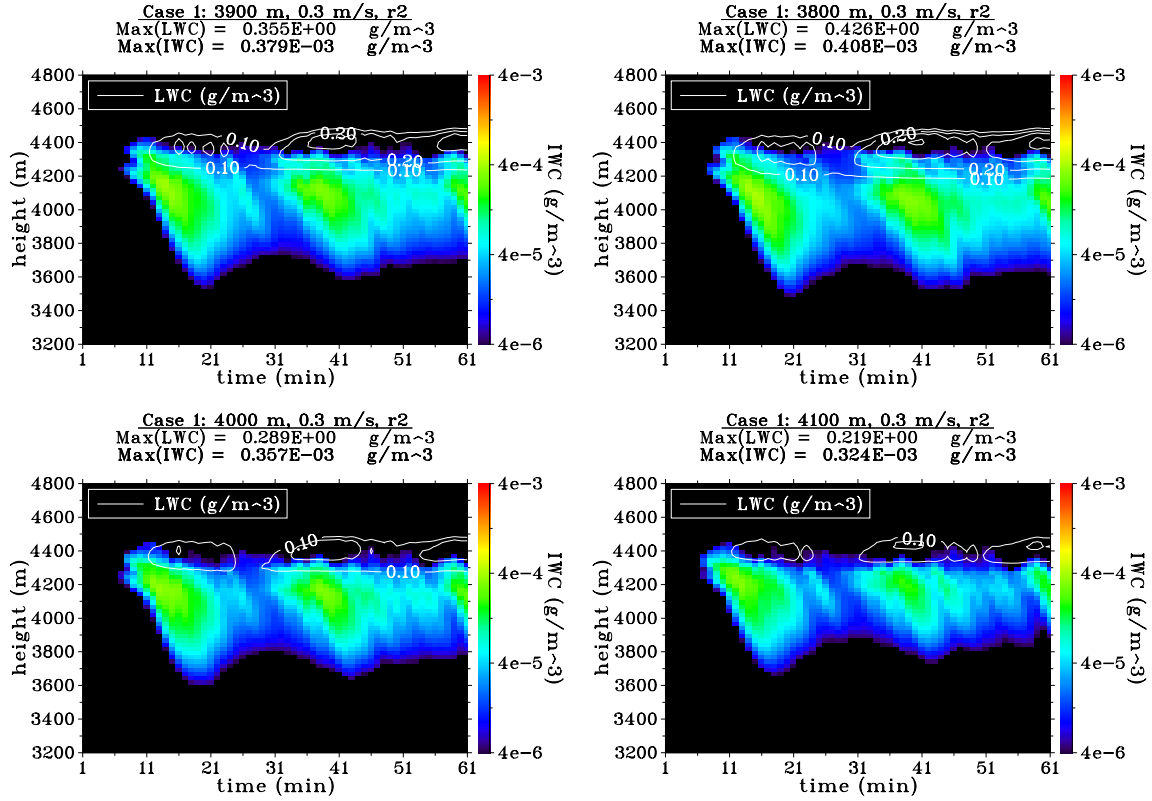 Case 1: 3900 m, 0.3 m/s, r2
Max(LWC) = 0.355E+00 g/m^3
Max(IWC) = 0.379E-03 g/m^3
4800
4600
4400
4200
4000
3800
3600
3400
3200
height (m)
LWC (g/m^3)
0.10
0.20
0.20
0.10
0.10
1 11 21 31 41 51 61
time (min)
4e-3
4e-4
4e-5
4e-6
IWC (g/m^3)
Case 1: 3800 m, 0.3 m/s, r2
Max(LWC) = 0.426E+00 g/m^3
Max(IWC) = 0.408E-03 g/m^3
4800
4600
4400
4200
4000
3800
3600
3400
3200
height (m)
LWC (g/m^3)
0.10
0.20
0.20
0.10
0.10
1 11 21 31 41 51 61
time (min)
4e-3
4e-4
4e-5
4e-6
IWC (g/m^3)
Case 1: 4000 m, 0.3 m/s, r2
Max(LWC) = 0.289E+00 g/m^3
Max(IWC) = 0.357E-03 g/m^3
4800
4600
4400
4200
4000
3800
3600
3400
3200
height (m)
LWC (g/m^3)
0.10
0.10
1 11 21 31 41 51 61
time (min)
4e-3
4e-4
4e-5
4e-6
IWC (g/m^3)
Case 1: 4100 m, 0.3 m/s, r2
Max(LWC) = 0.219E+00 g/m^3
Max(IWC) = 0.324E-03 g/m^3
4800
4600
4400
4200
4000
3800
3600
3400
3200
height (m)
LWC (g/m^3)
0.10
1 11 21 31 41 51 61
time (min)
4e-3
4e-4
4e-5
4e-6
IWC (g/m^3)